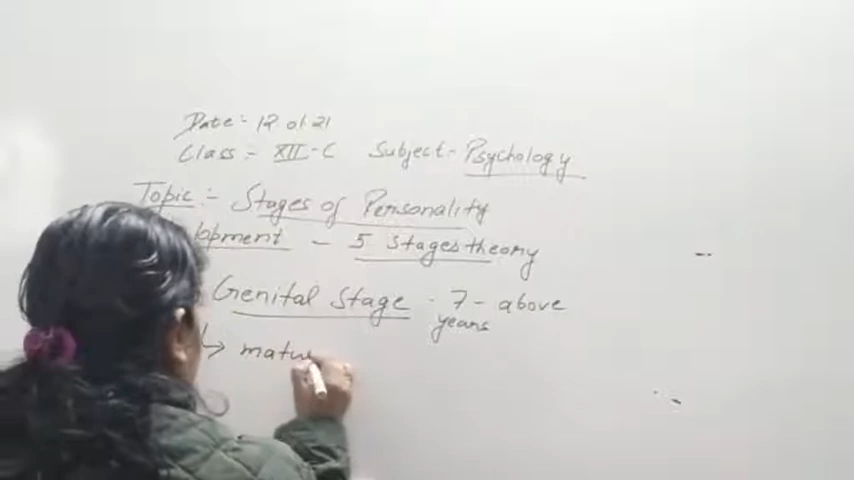 Date :- 12.01.21
Class :- XII-C Subject - Psychology
Topic :- Stages of Personality
lopment - 5 Stages theory
Genital Stage - 7 - above
years
↳ matu